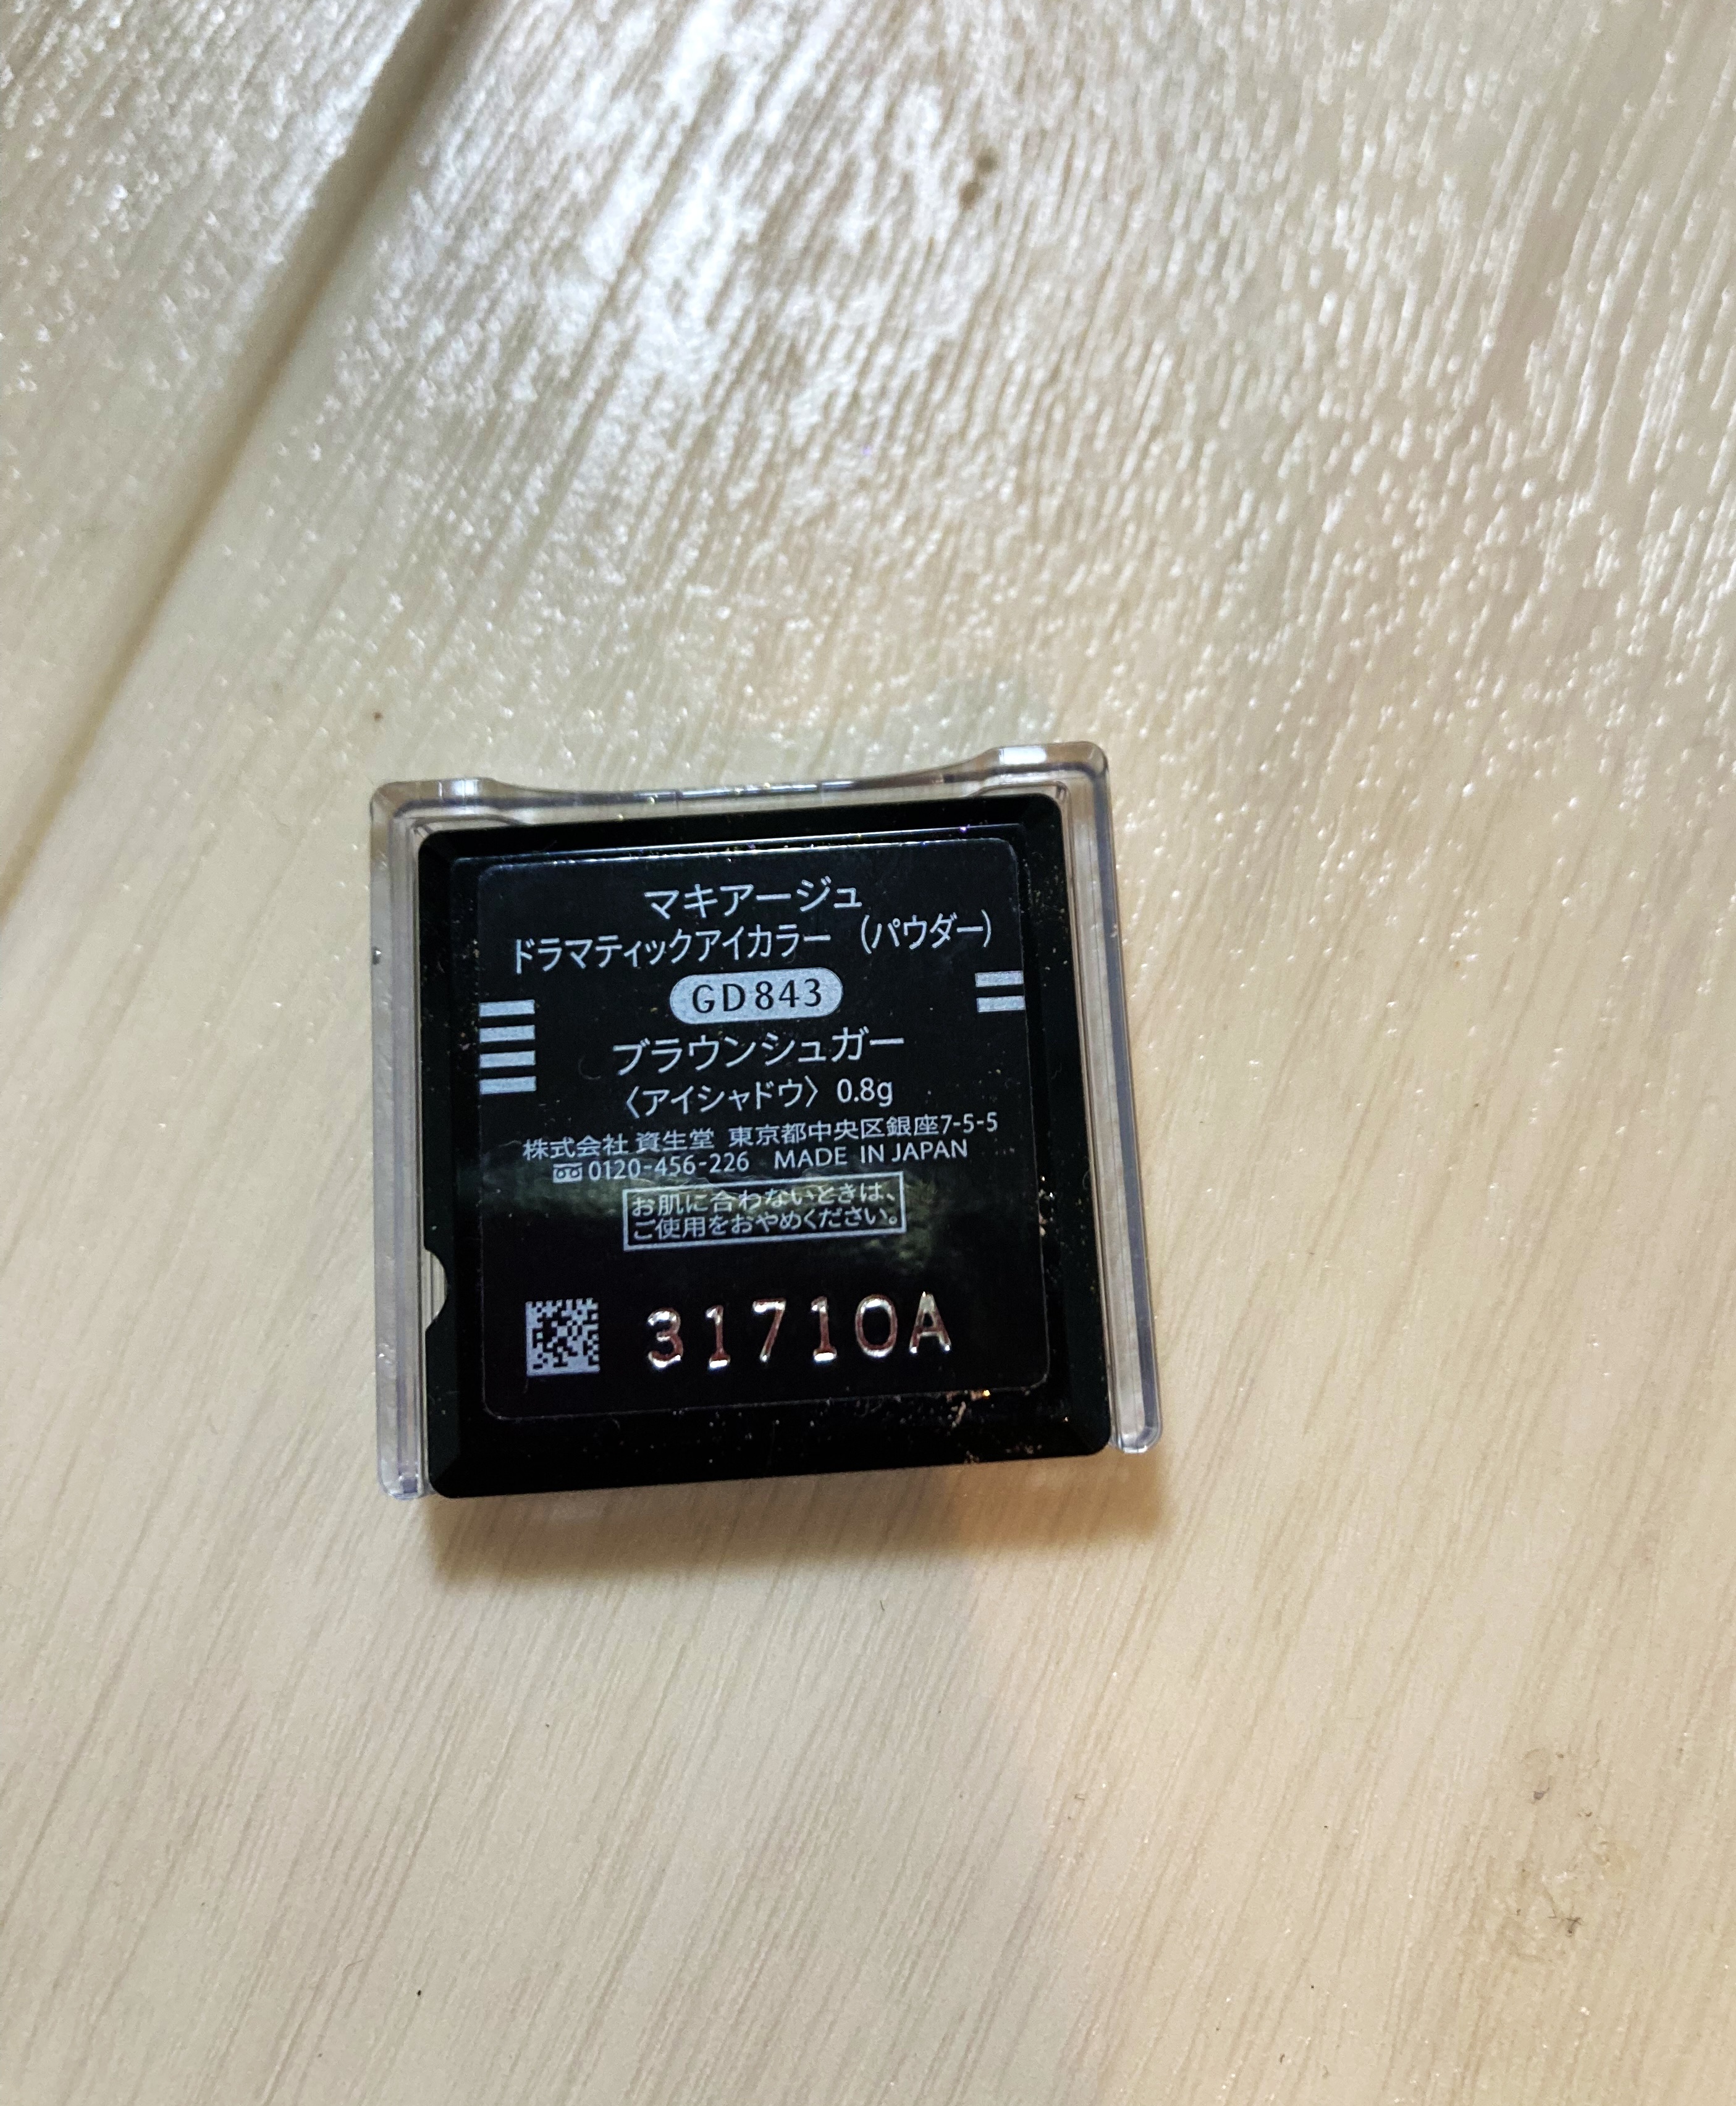 マキアージュ
ドラマティックアイカラー （パウダー）
GD843
ブラウンシュガー
〈アイシャドウ〉 0.8g
株式会社 資生堂 東京都中央区銀座7-5-5
0120-456-226 MADE IN JAPAN
お肌に合わないときは、
ご使用をおやめください。
31710A